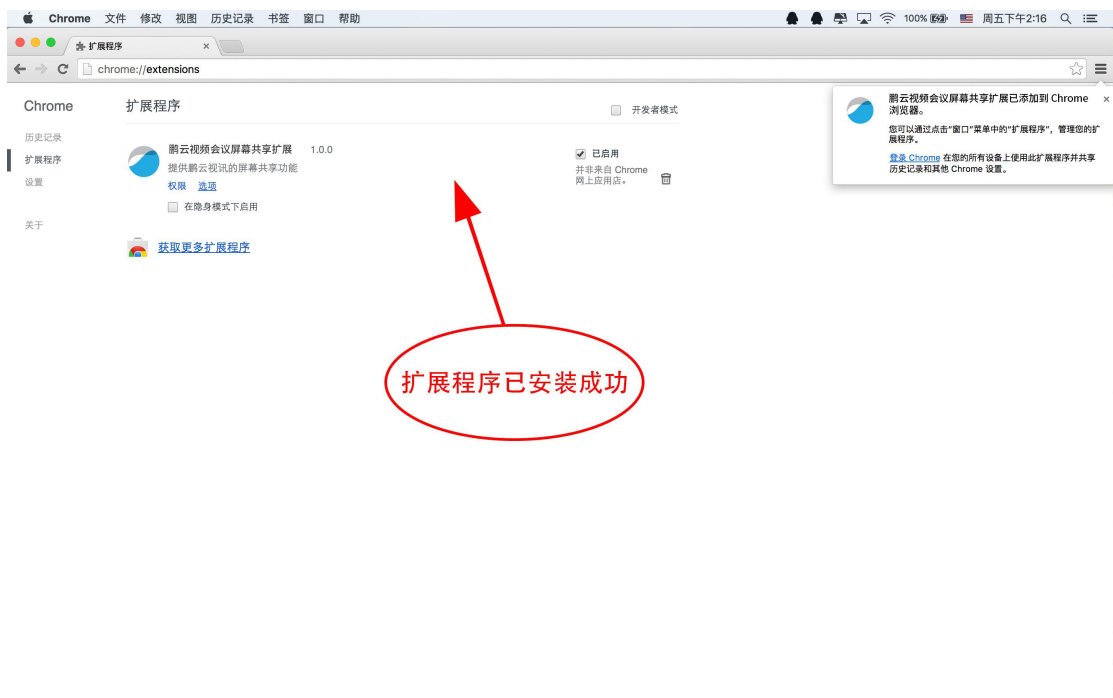 Chrome 文件 修改 视图 历史记录 书签 窗口 帮助 100% 周五下午2:16
扩展程序 ×
chrome://extensions
Chrome
历史记录
扩展程序
设置
关于
扩展程序
开发者模式
鹏云视频会议屏幕共享扩展 1.0.0
提供鹏云视讯的屏幕共享功能
权限 选项
在隐身模式下启用
已启用
并非来自 Chrome
网上应用店。
获取更多扩展程序
鹏云视频会议屏幕共享扩展已添加到 Chrome ×
浏览器。
您可以通过点击“窗口”菜单中的“扩展程序”，管理您的扩
展程序。
登录 Chrome 在您的所有设备上使用此扩展程序并共享
历史记录和其他 Chrome 设置。
扩展程序已安装成功